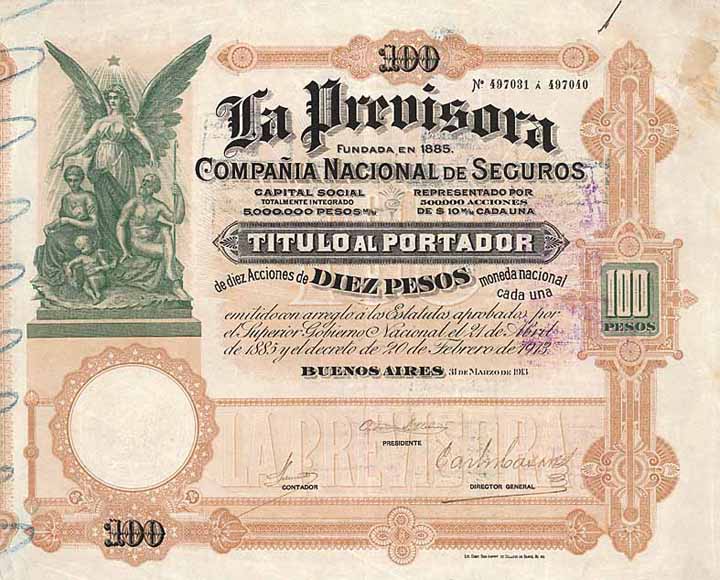 100
Nº 497031 A 497040
La Previsora
FUNDADA EN 1885.
COMPAÑIA NACIONAL DE SEGUROS
CAPITAL SOCIAL
TOTALMENTE INTEGRADO
5,000,000 PESOS M/N
REPRESENTADO POR
500.000 ACCIONES
DE $ 10 M/N CADA UNA
TITULO AL PORTADOR
de diez Acciones de DIEZ PESOS moneda nacional
cada una
emitido con arreglo á los Estatutos aprobados por
el Superior Gobierno Nacional el 21 de Abril
de 1885 y el decreto de 20 de Febrero de 1913.
BUENOS AIRES 31 DE MARZO DE 1913
100
PESOS
LA PREVISORA
PRESIDENTE
CONTADOR
DIRECTOR GENERAL
100